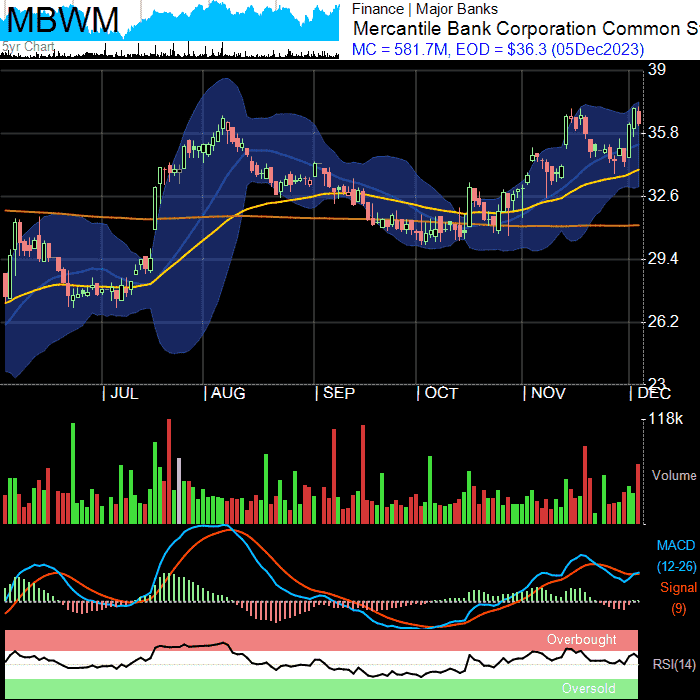 MBWM
5yr Chart
Finance | Major Banks
Mercantile Bank Corporation Common S
MC = 581.7M, EOD = $36.3 (05Dec2023)
39
35.8
32.6
29.4
26.2
23
JUL AUG SEP OCT NOV DEC
118k
Volume
MACD
(12-26)
Signal
(9)
Overbought
RSI(14)
Oversold